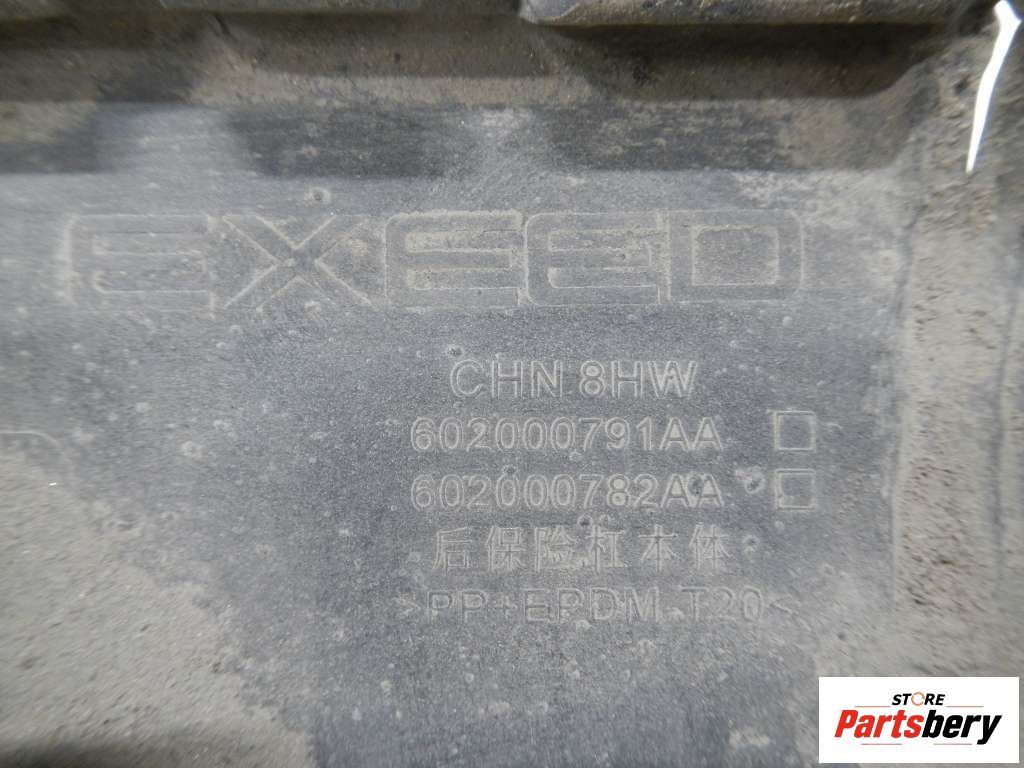 EXEED
CHN 8HW
602000791AA
602000782AA
后保险杠本体
>PP+EPDM-T20<
STORE
Partsbery